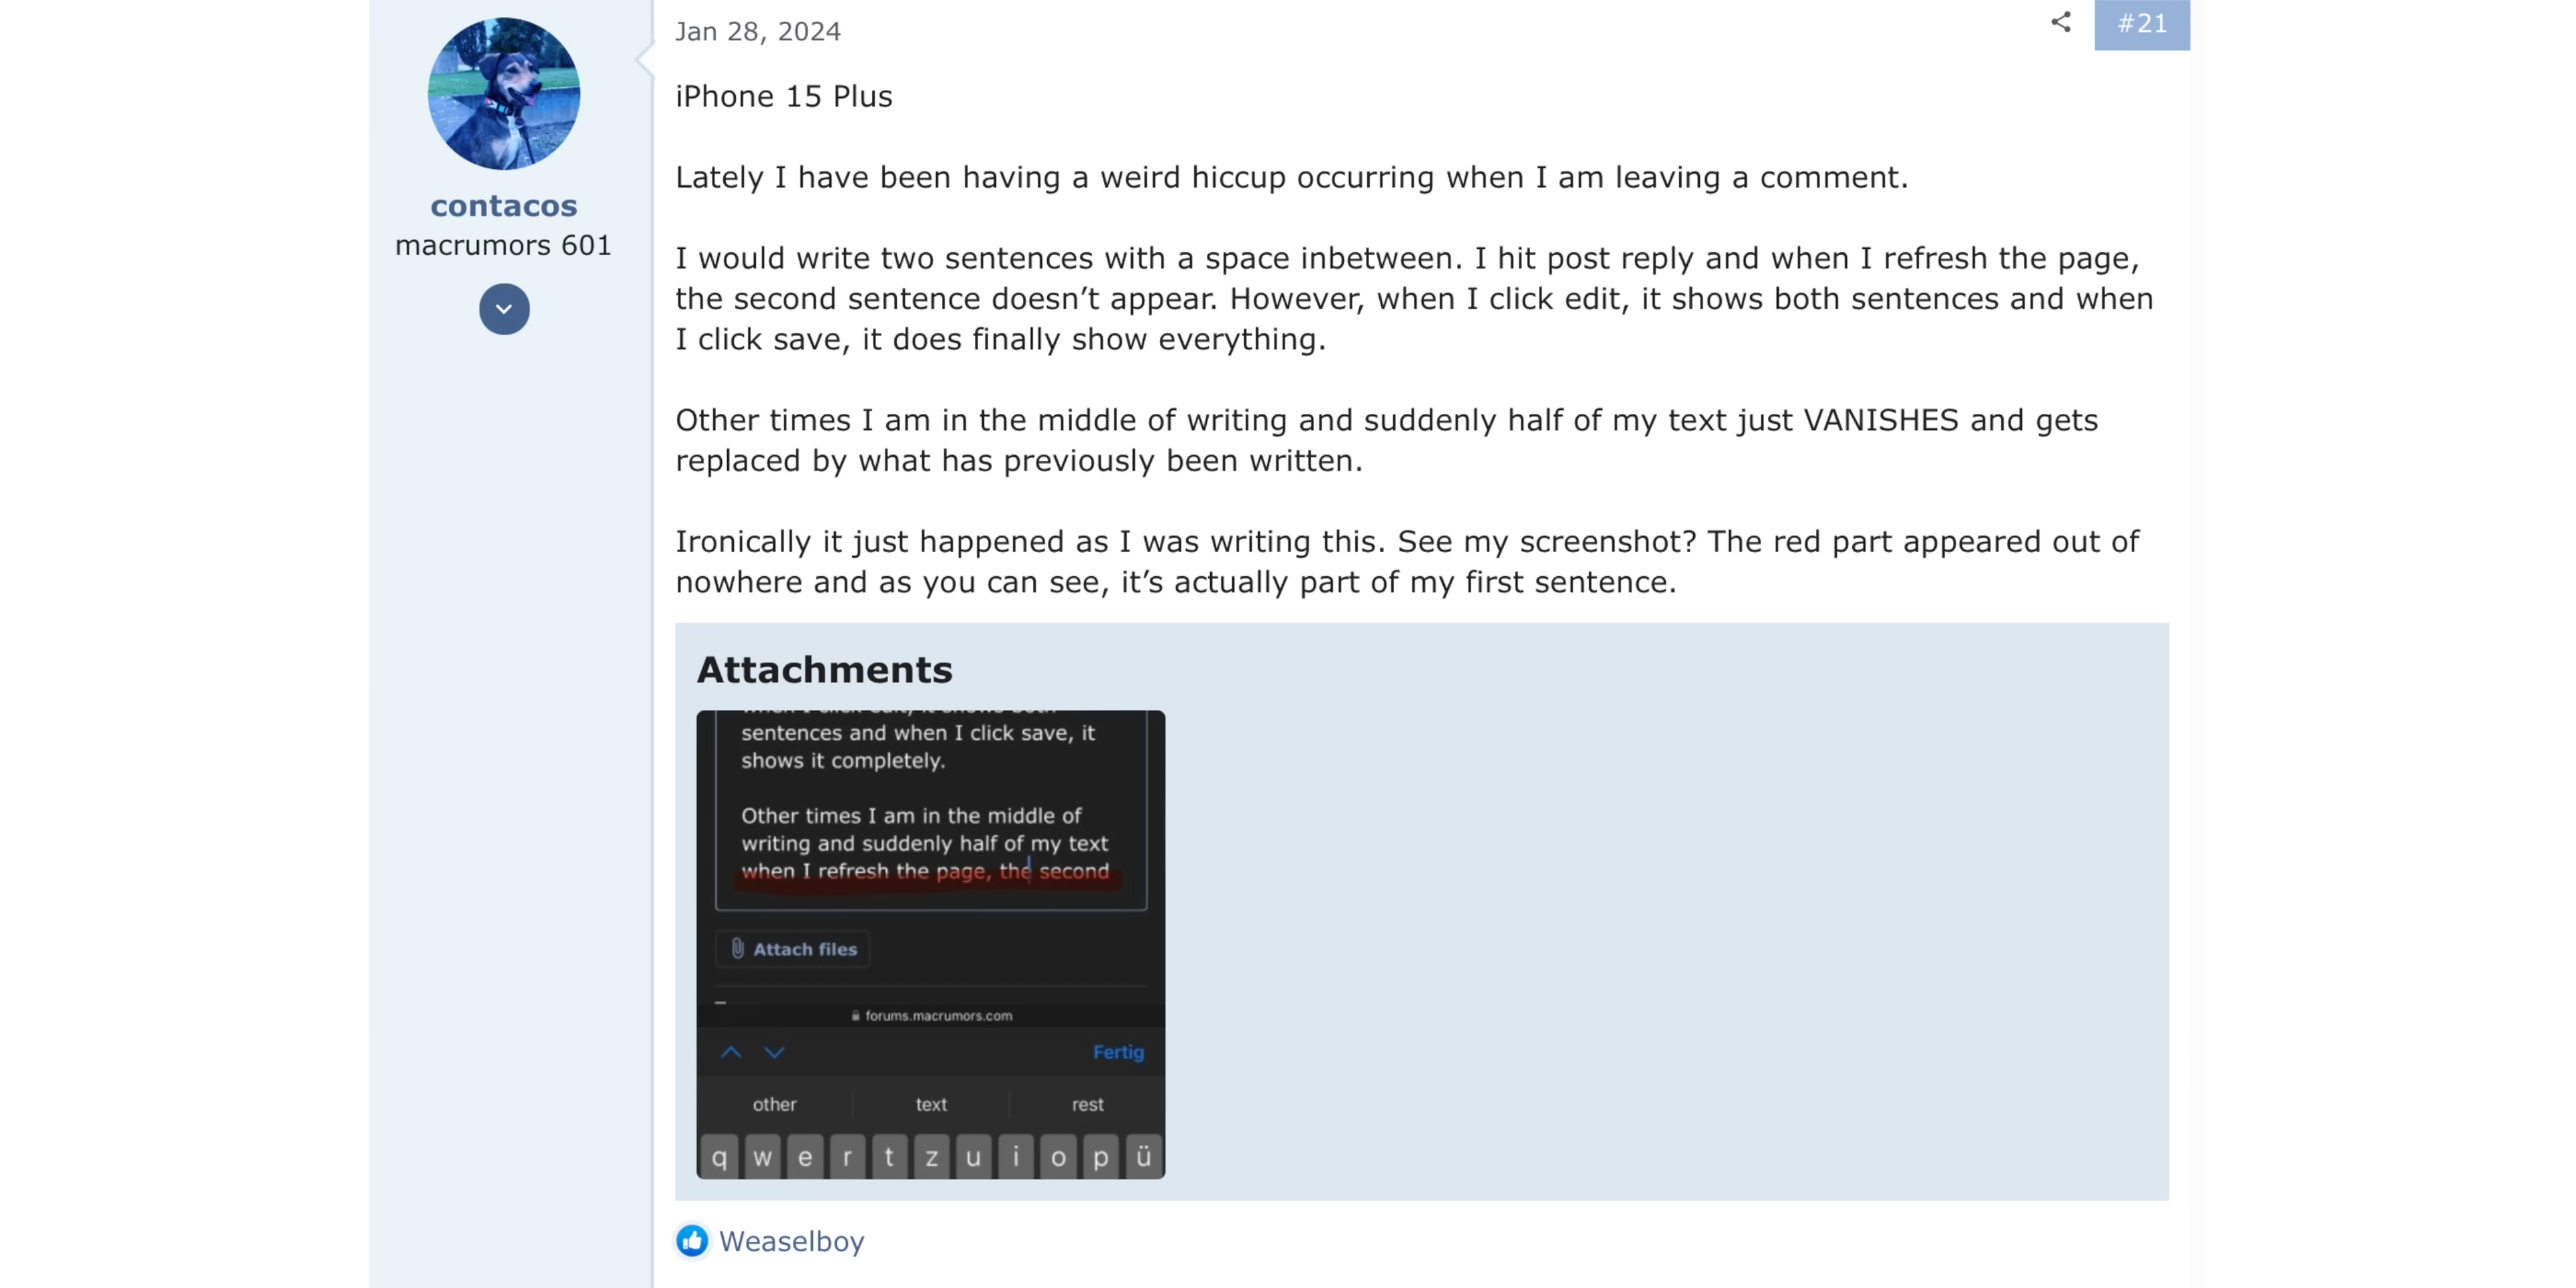 Jan 28, 2024
#21
contacos
macrumors 601
iPhone 15 Plus
Lately I have been having a weird hiccup occurring when I am leaving a comment.
I would write two sentences with a space inbetween. I hit post reply and when I refresh the page,
the second sentence doesn’t appear. However, when I click edit, it shows both sentences and when
I click save, it does finally show everything.
Other times I am in the middle of writing and suddenly half of my text just VANISHES and gets
replaced by what has previously been written.
Ironically it just happened as I was writing this. See my screenshot? The red part appeared out of
nowhere and as you can see, it’s actually part of my first sentence.
Attachments
when I click edit, it shows both
sentences and when I click save, it
shows it completely.
Other times I am in the middle of
writing and suddenly half of my text
when I refresh the page, the second
Attach files
forums.macrumors.com
Fertig
other text rest
q w e r t z u i o p ü
Weaselboy